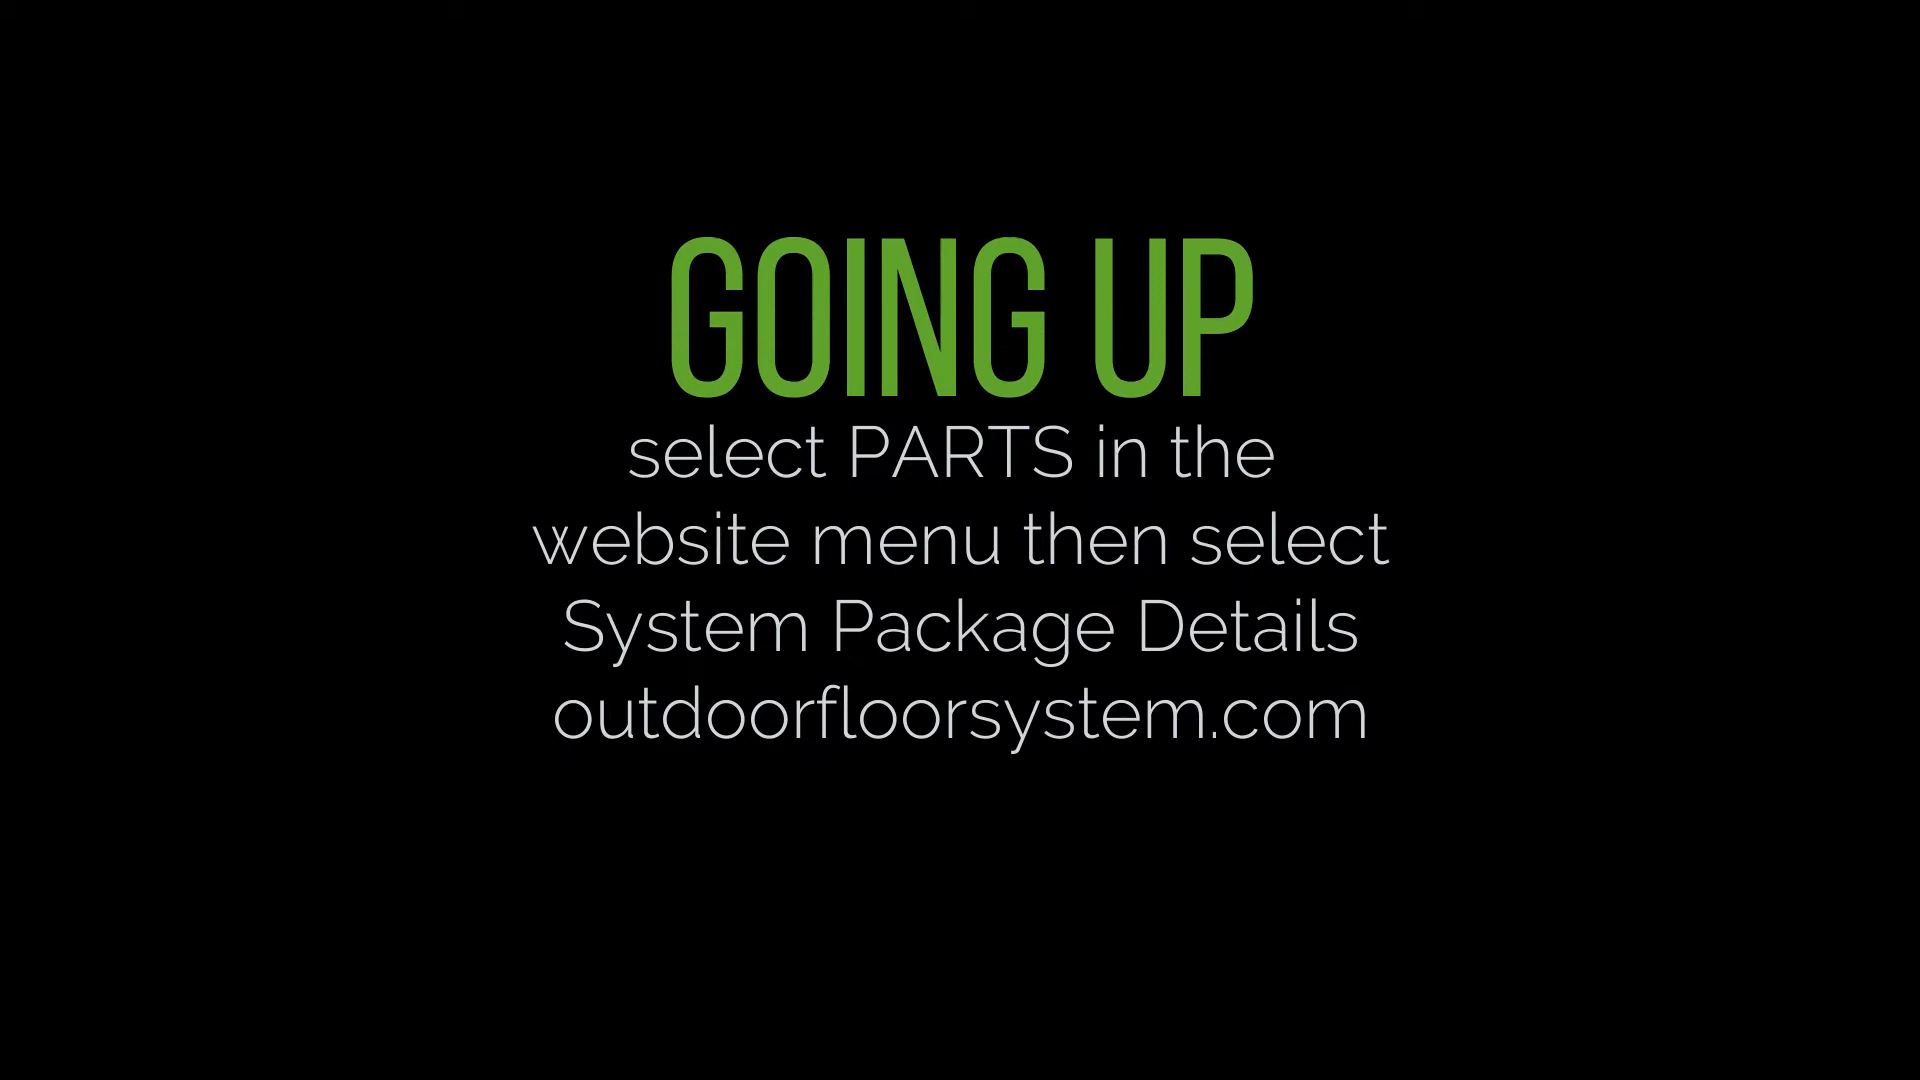 GOING UP
select PARTS in the
website menu then select
System Package Details
outdoorfloorsystem.com